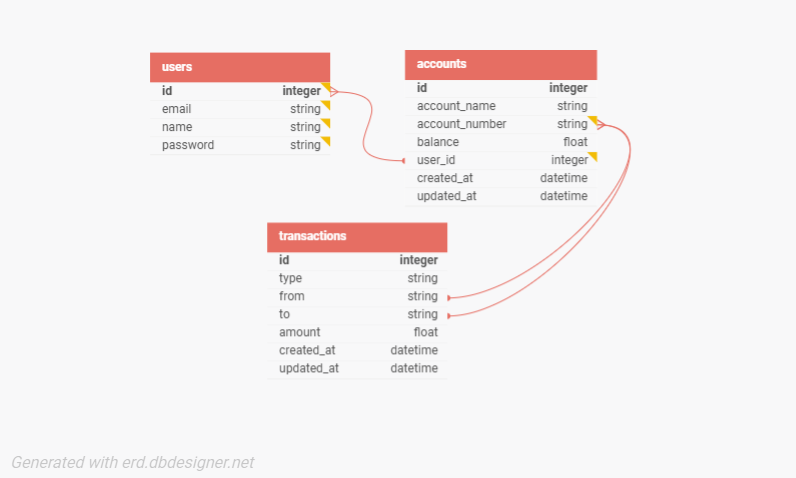 users
id integer
email string
name string
password string
accounts
id integer
account_name string
account_number string
balance float
user_id integer
created_at datetime
updated_at datetime
transactions
id integer
type string
from string
to string
amount float
created_at datetime
updated_at datetime
Generated with erd.dbdesigner.net